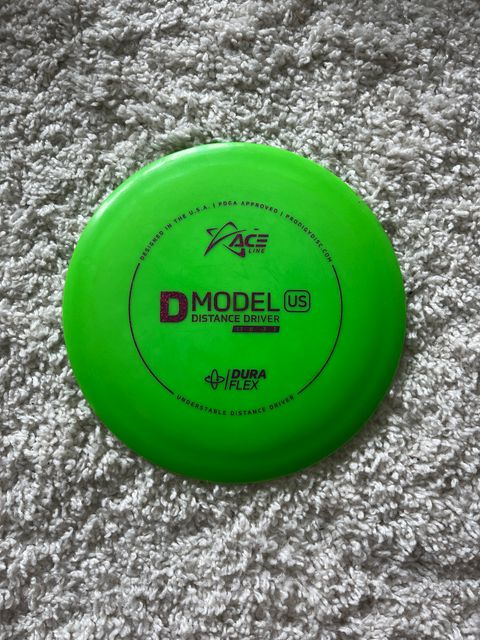 DESIGNED IN THE U.S.A. | PDGA APPROVED | PRODIGYDISC.COM
ACE
LINE
D MODEL US
DISTANCE DRIVER
DURA
FLEX
UNDERSTABLE DISTANCE DRIVER